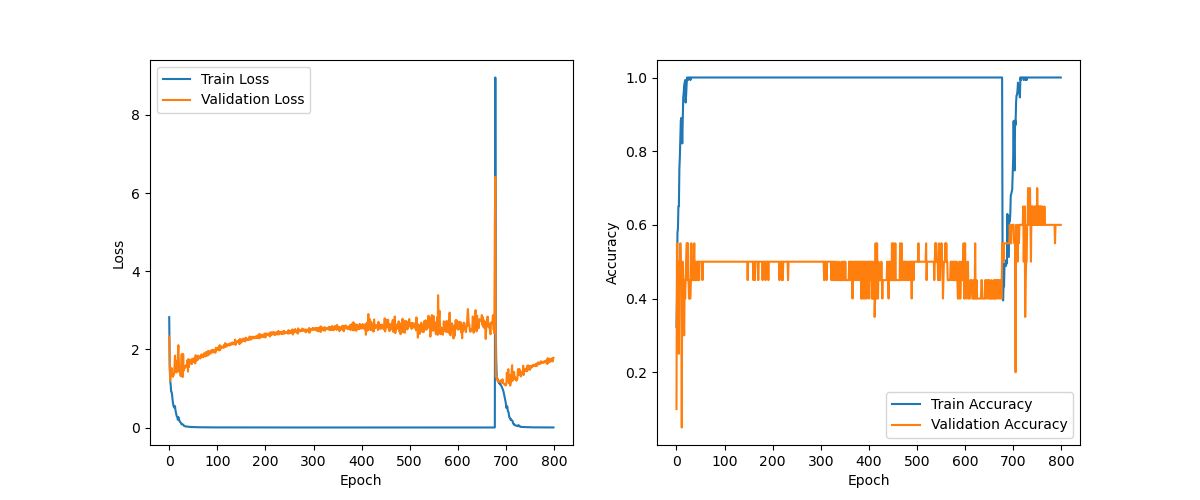 Train Loss
Validation Loss
8
6
4
2
0
Loss
0 100 200 300 400 500 600 700 800
Epoch
1.0
0.8
0.6
0.4
0.2
Accuracy
Train Accuracy
Validation Accuracy
0 100 200 300 400 500 600 700 800
Epoch